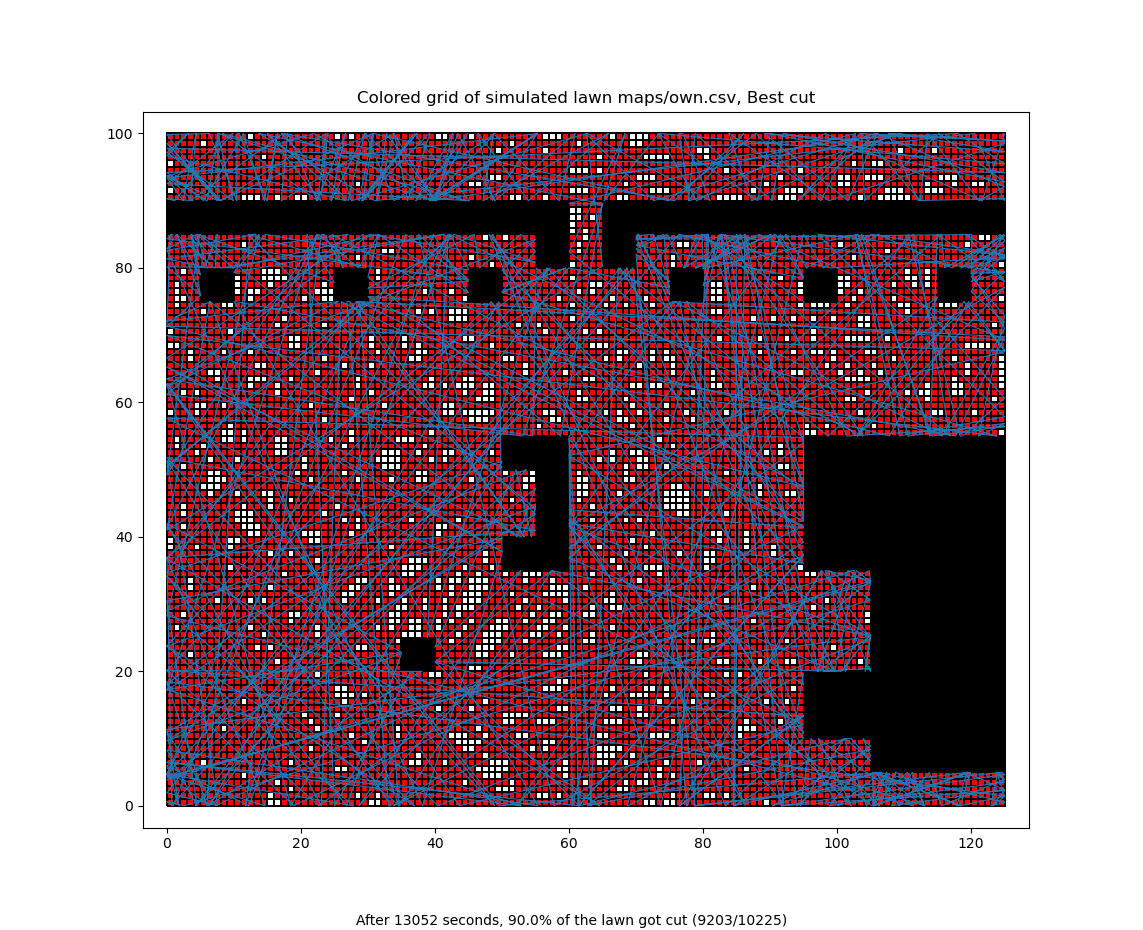 Colored grid of simulated lawn maps/own.csv, Best cut
100
80
60
40
20
0
0 20 40 60 80 100 120
After 13052 seconds, 90.0% of the lawn got cut (9203/10225)